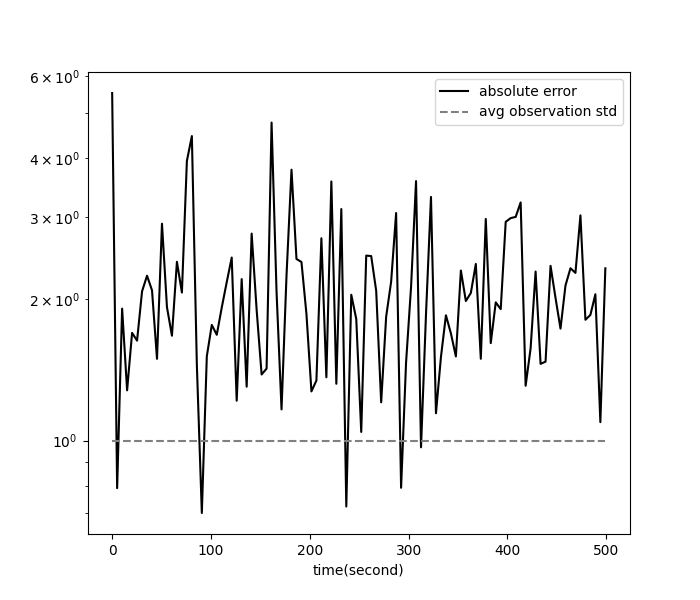 6 × 10⁰
4 × 10⁰
3 × 10⁰
2 × 10⁰
10⁰
absolute error
avg observation std
0 100 200 300 400 500
time(second)